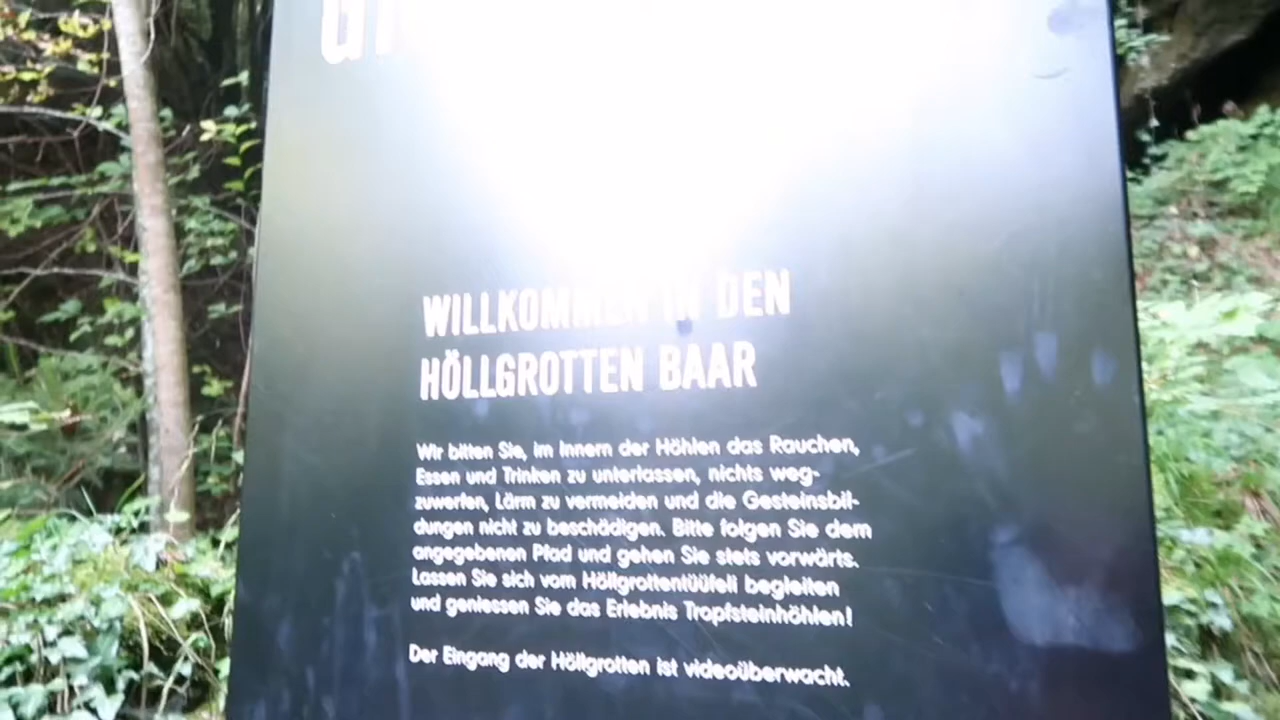 WILLKOMMEN IN DEN
HÖLLGROTTEN BAAR
Wir bitten Sie, im Innern der Höhlen das Rauchen,
Essen und Trinken zu unterlassen, nichts weg-
zuwerfen, Lärm zu vermeiden und die Gesteinsbil-
dungen nicht zu beschädigen. Bitte folgen Sie dem
angegebenen Pfad und gehen Sie stets vorwärts.
Lassen Sie sich vom Höllgrottentüüfeli begleiten
und geniessen Sie das Erlebnis Tropfsteinhöhlen!
Der Eingang der Höllgrotten ist videoüberwacht.